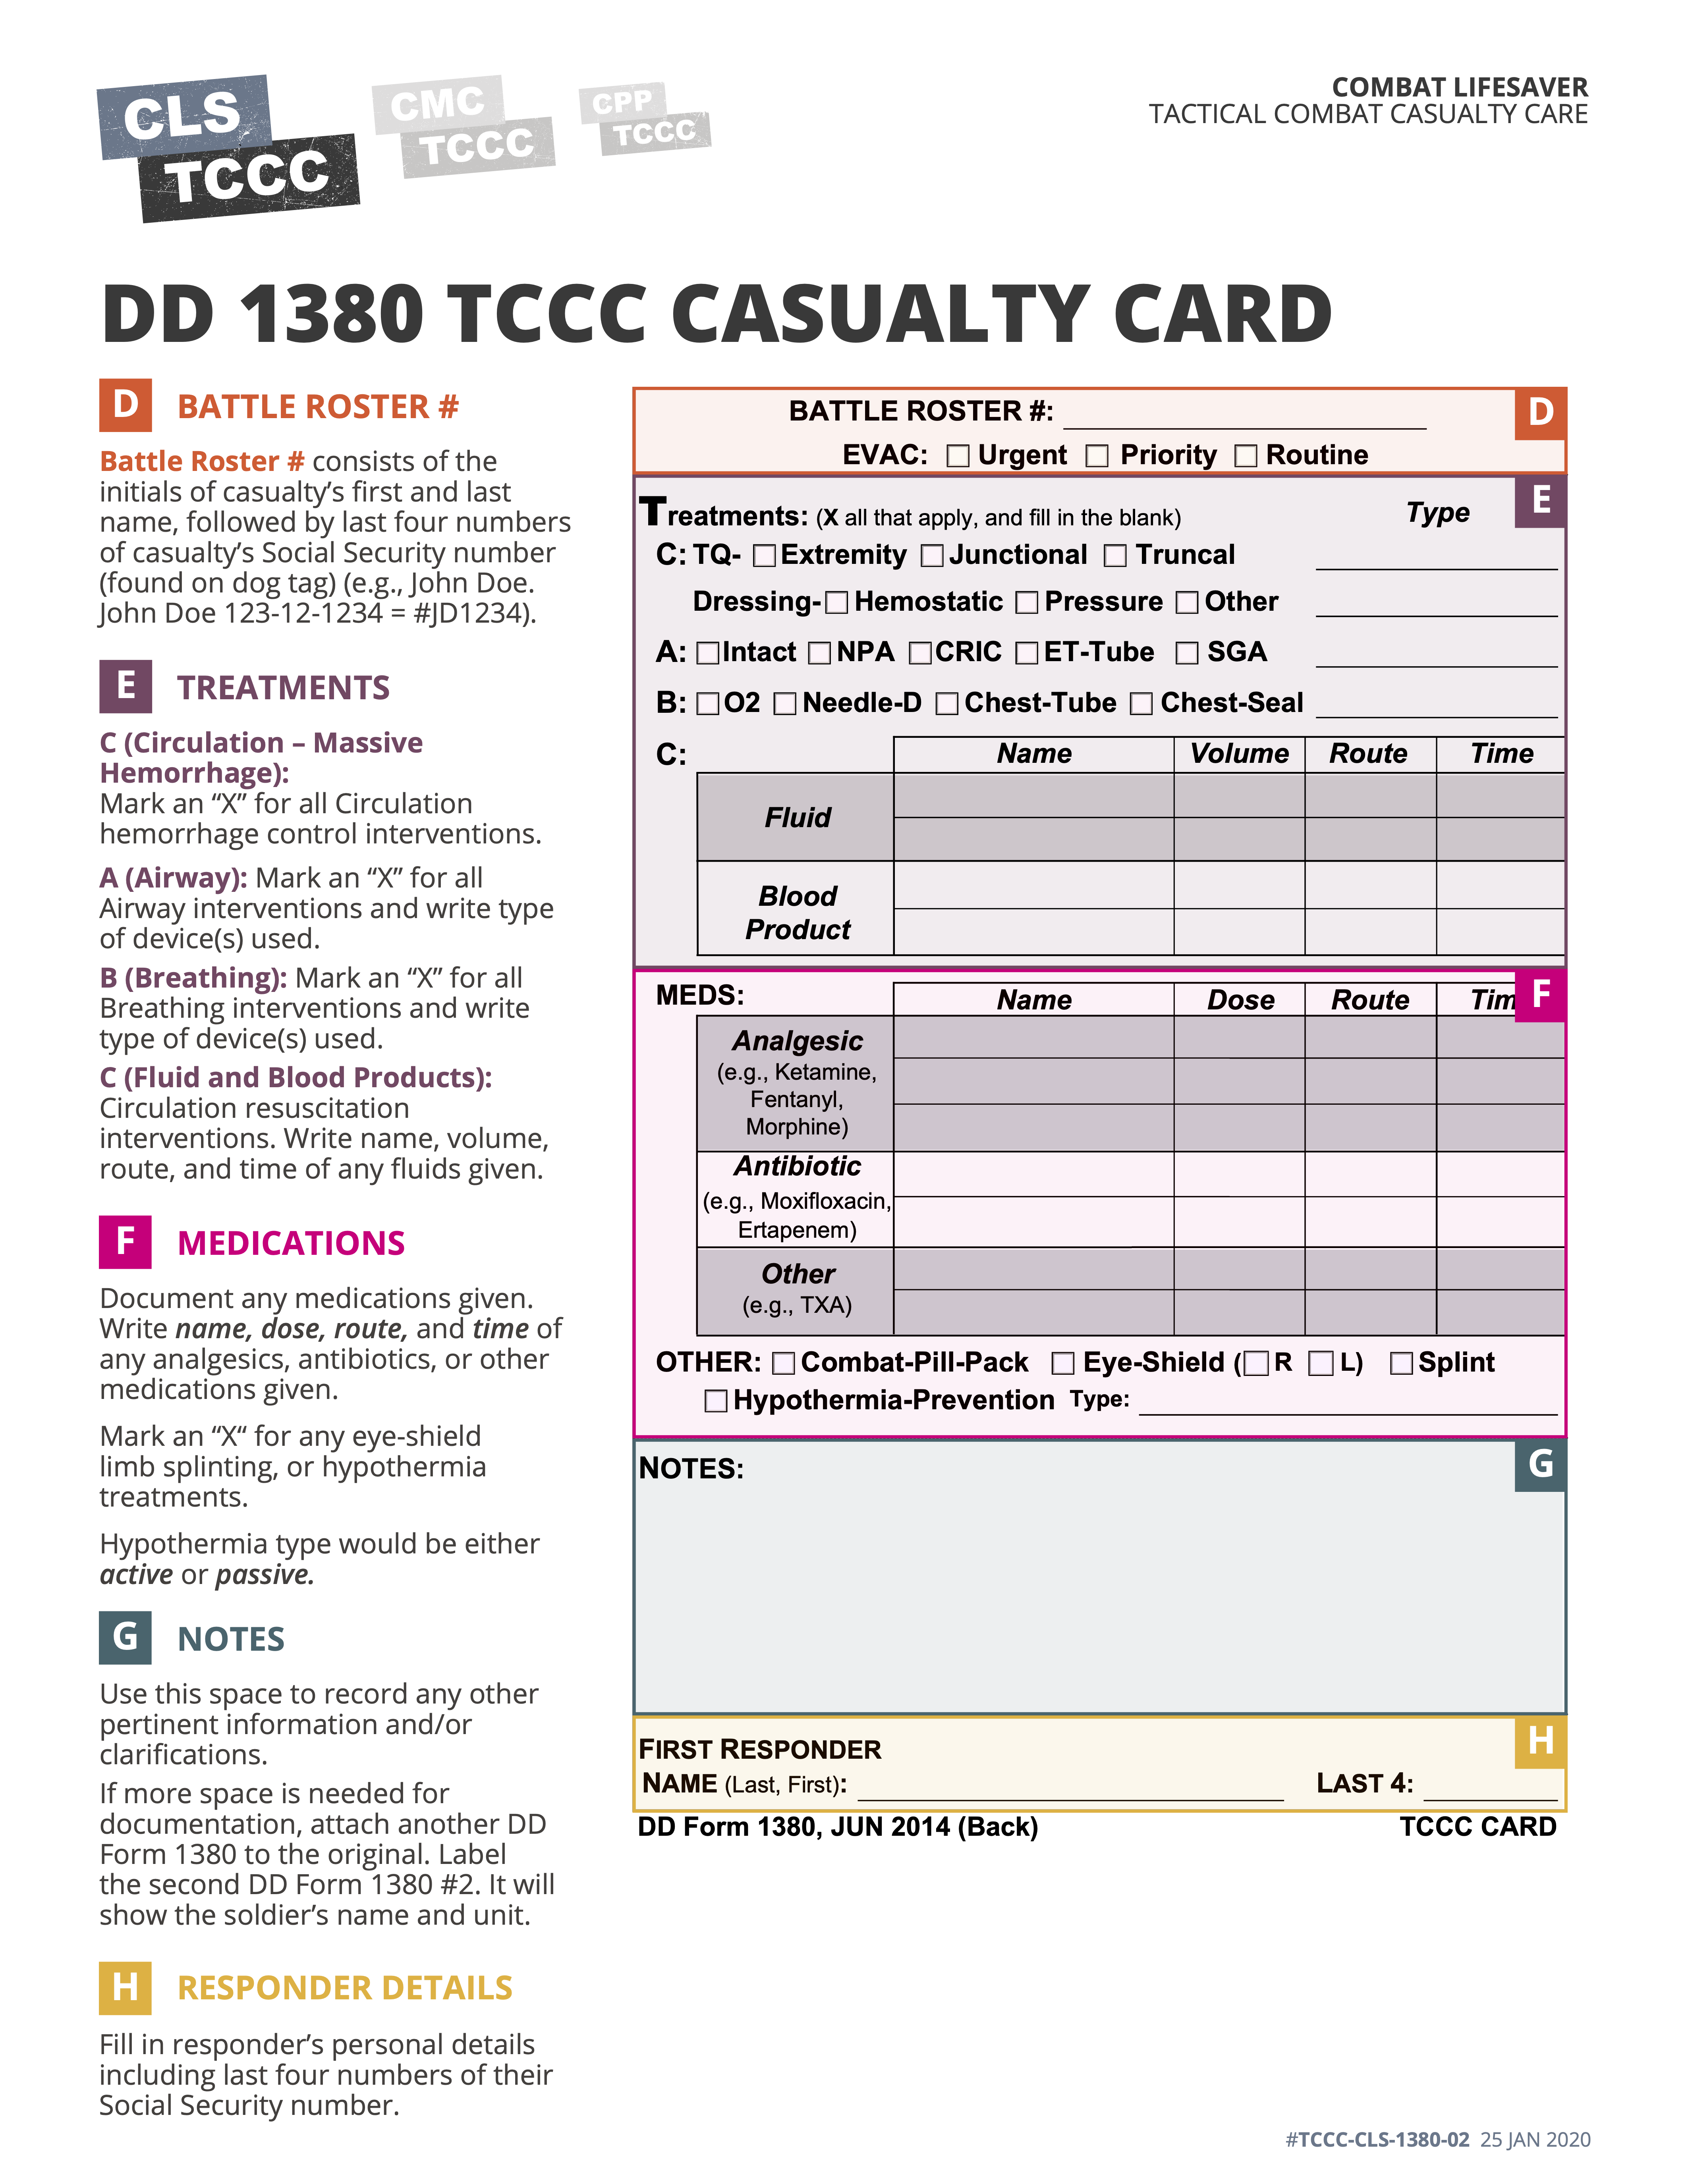 CLS
TCCC
CMC
TCCC
CPP
TCCC
COMBAT LIFESAVER
TACTICAL COMBAT CASUALTY CARE
DD 1380 TCCC CASUALTY CARD
D BATTLE ROSTER #
Battle Roster # consists of the
initials of casualty’s first and last
name, followed by last four numbers
of casualty’s Social Security number
(found on dog tag) (e.g., John Doe.
John Doe 123-12-1234 = #JD1234).
E TREATMENTS
C (Circulation – Massive
Hemorrhage):
Mark an “X” for all Circulation
hemorrhage control interventions.
A (Airway): Mark an “X” for all
Airway interventions and write type
of device(s) used.
B (Breathing): Mark an “X” for all
Breathing interventions and write
type of device(s) used.
C (Fluid and Blood Products):
Circulation resuscitation
interventions. Write name, volume,
route, and time of any fluids given.
F MEDICATIONS
Document any medications given.
Write name, dose, route, and time of
any analgesics, antibiotics, or other
medications given.
Mark an “X“ for any eye-shield
limb splinting, or hypothermia
treatments.
Hypothermia type would be either
active or passive.
G NOTES
Use this space to record any other
pertinent information and/or
clarifications.
If more space is needed for
documentation, attach another DD
Form 1380 to the original. Label
the second DD Form 1380 #2. It will
show the soldier’s name and unit.
H RESPONDER DETAILS
Fill in responder’s personal details
including last four numbers of their
Social Security number.
BATTLE ROSTER #: D
EVAC: Urgent Priority Routine
Treatments: (X all that apply, and fill in the blank) Type E
C: TQ- Extremity Junctional Truncal
Dressing- Hemostatic Pressure Other
A: Intact NPA CRIC ET-Tube SGA
B: O2 Needle-D Chest-Tube Chest-Seal
C: Name Volume Route Time
Fluid
Blood
Product
MEDS: Name Dose Route Tim F
Analgesic
(e.g., Ketamine,
Fentanyl,
Morphine)
Antibiotic
(e.g., Moxifloxacin,
Ertapenem)
Other
(e.g., TXA)
OTHER: Combat-Pill-Pack Eye-Shield ( R L) Splint
Hypothermia-Prevention Type:
NOTES: G
FIRST RESPONDER H
NAME (Last, First): LAST 4:
DD Form 1380, JUN 2014 (Back) TCCC CARD
#TCCC-CLS-1380-02 25 JAN 2020